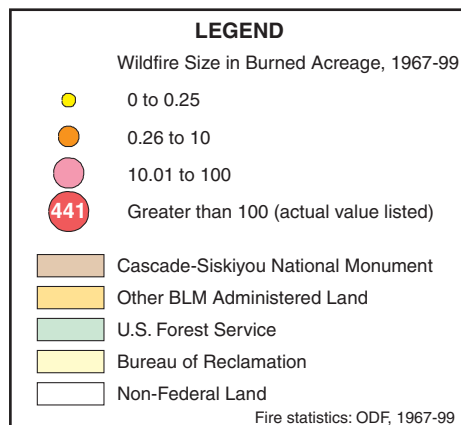 LEGEND
Wildfire Size in Burned Acreage, 1967-99
0 to 0.25
0.26 to 10
10.01 to 100
441 Greater than 100 (actual value listed)
Cascade-Siskiyou National Monument
Other BLM Administered Land
U.S. Forest Service
Bureau of Reclamation
Non-Federal Land
Fire statistics: ODF, 1967-99